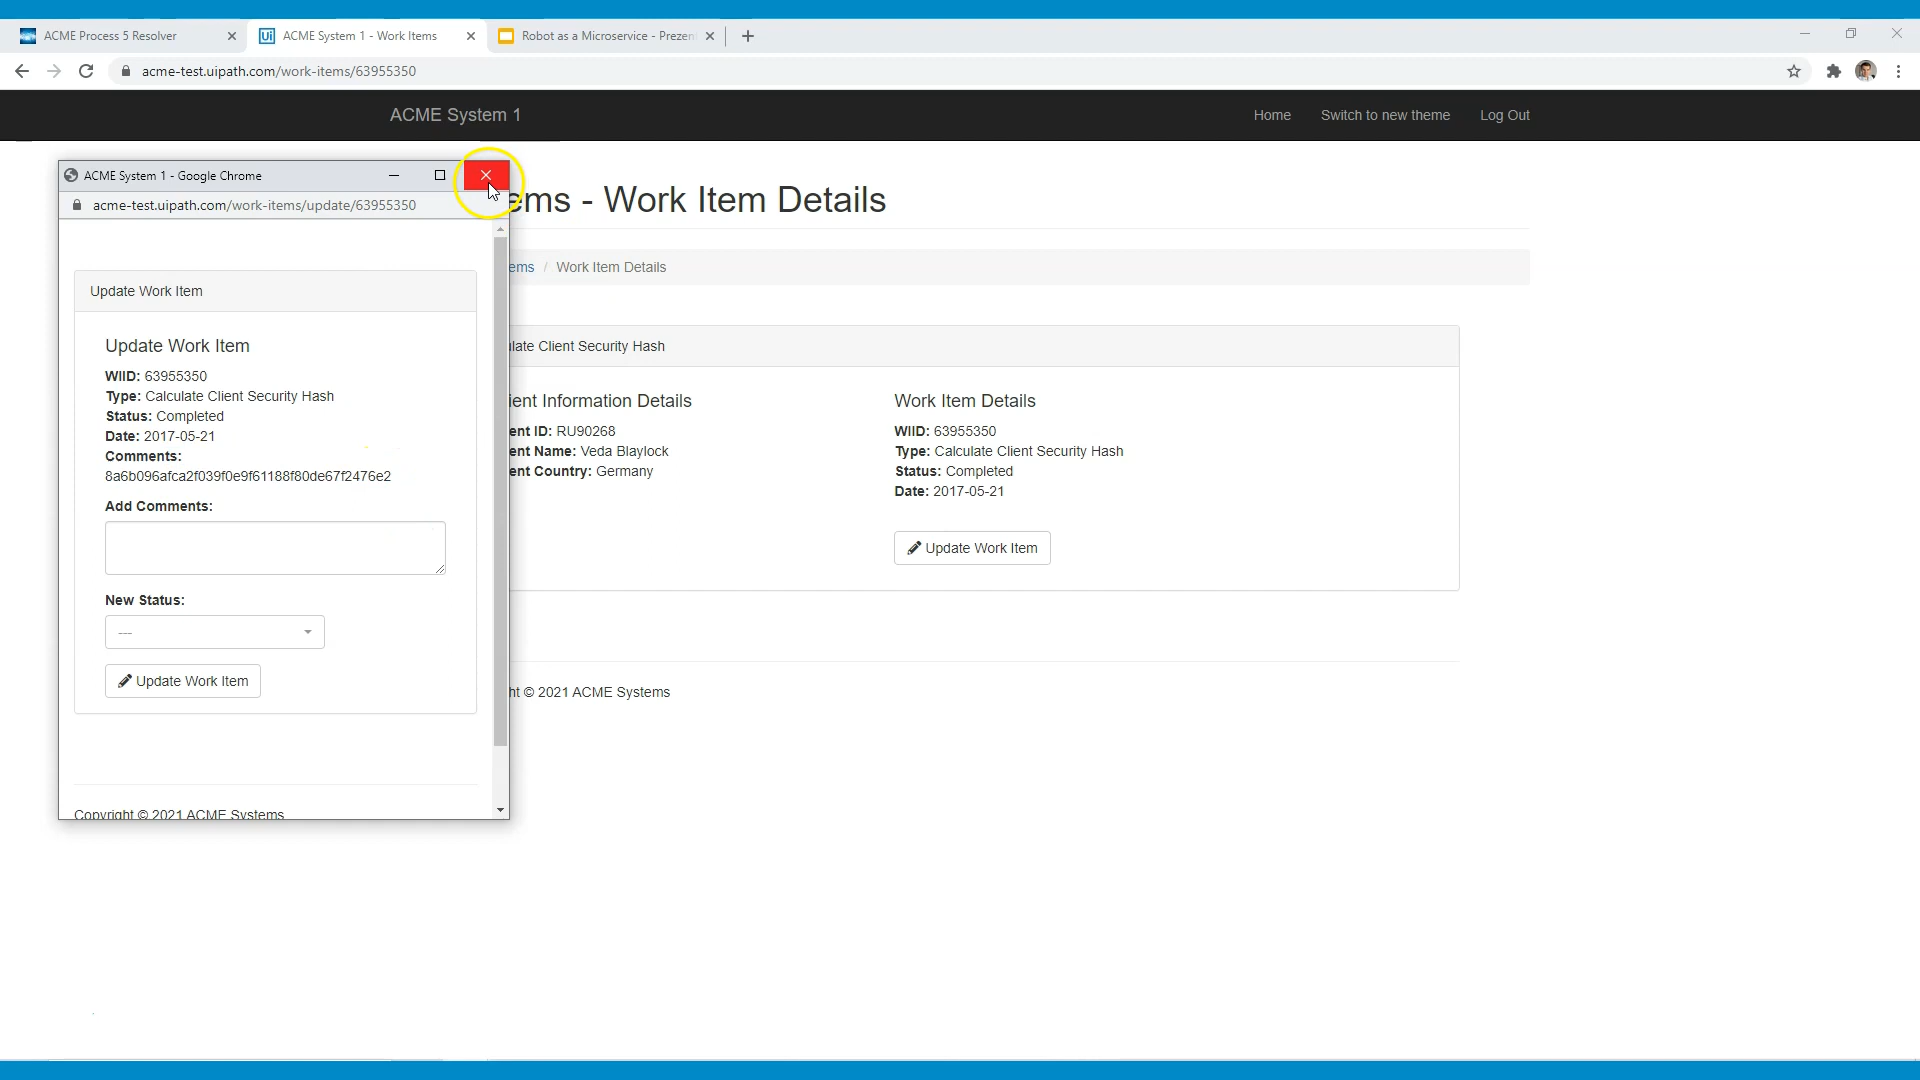 ACME Process 5 Resolver
ACME System 1 - Work Items
Robot as a Microservice - Prezen
acme-test.uipath.com/work-items/63955350
ACME System 1
Home
Switch to new theme
Log Out
ACME System 1 - Google Chrome
acme-test.uipath.com/work-items/update/63955350
Update Work Item
Update Work Item
WIID: 63955350
Type: Calculate Client Security Hash
Status: Completed
Date: 2017-05-21
Comments:
8a6b096afca2f039f0e9f61188f80de67f2476e2
Add Comments:
New Status:
---
Update Work Item
Copyright © 2021 ACME Systems
ems - Work Item Details
ems / Work Item Details
ulate Client Security Hash
ient Information Details
ent ID: RU90268
ent Name: Veda Blaylock
ent Country: Germany
Work Item Details
WIID: 63955350
Type: Calculate Client Security Hash
Status: Completed
Date: 2017-05-21
Update Work Item
ht © 2021 ACME Systems